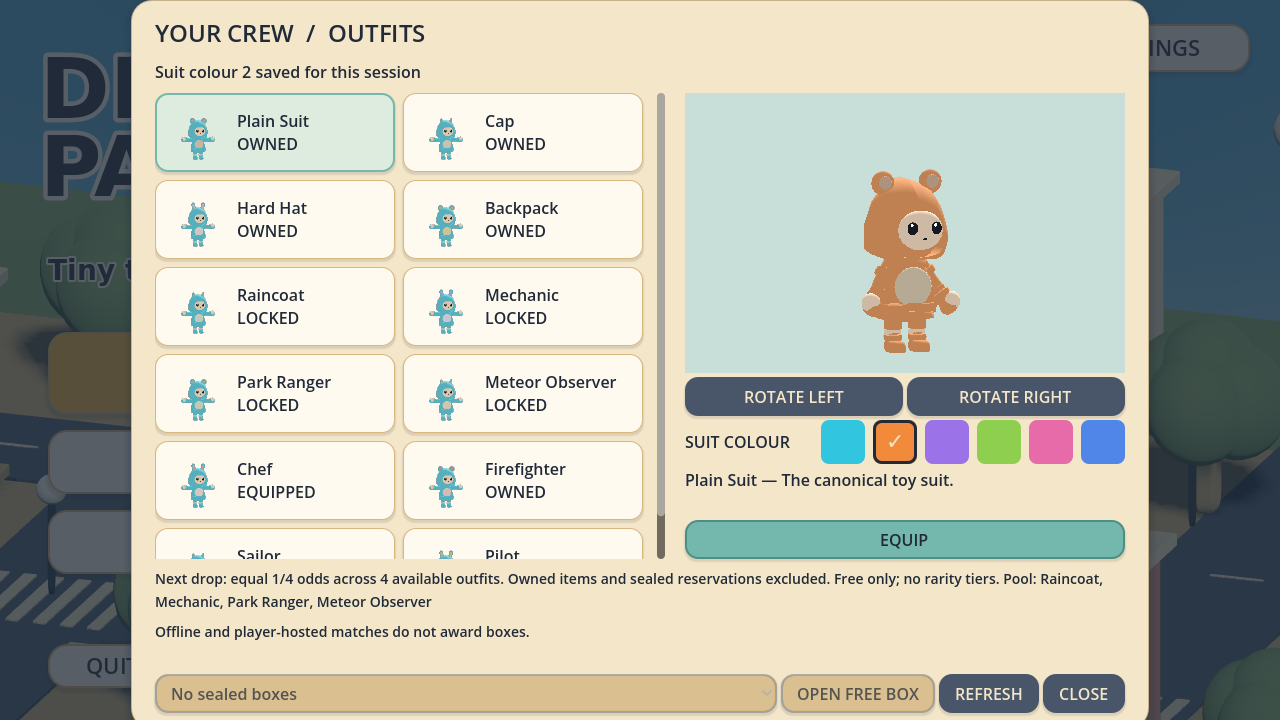 YOUR CREW / OUTFITS
Suit colour 2 saved for this session
Plain Suit
OWNED
Cap
OWNED
Hard Hat
OWNED
Backpack
OWNED
Raincoat
LOCKED
Mechanic
LOCKED
Park Ranger
LOCKED
Meteor Observer
LOCKED
Chef
EQUIPPED
Firefighter
OWNED
Sailor
Pilot
ROTATE LEFT
ROTATE RIGHT
SUIT COLOUR
✓
Plain Suit — The canonical toy suit.
EQUIP
Next drop: equal 1/4 odds across 4 available outfits. Owned items and sealed reservations excluded. Free only; no rarity tiers. Pool: Raincoat,
Mechanic, Park Ranger, Meteor Observer
Offline and player-hosted matches do not award boxes.
No sealed boxes
OPEN FREE BOX
REFRESH
CLOSE
Tiny